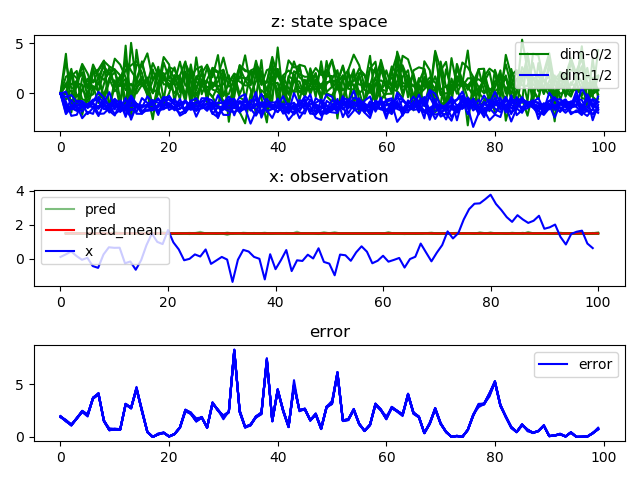 z: state space
5
0
dim-0/2
dim-1/2
0 20 40 60 80 100
x: observation
4
2
0
pred
pred_mean
x
0 20 40 60 80 100
error
5
0
error
0 20 40 60 80 100